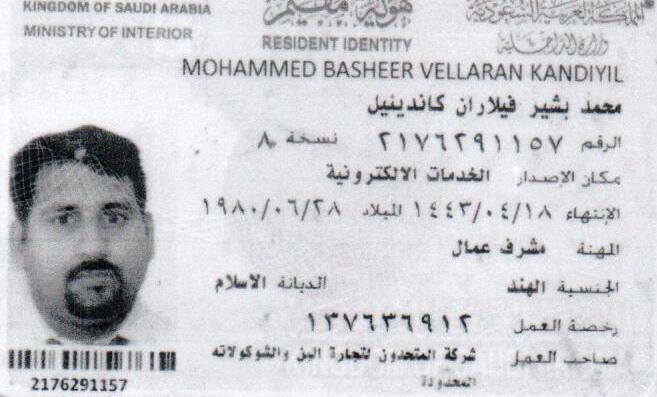 KINGDOM OF SAUDI ARABIA
MINISTRY OF INTERIOR
هوية مقيم
RESIDENT IDENTITY
المملكة العربية السعودية
وزارة الداخلية
MOHAMMED BASHEER VELLARAN KANDIYIL
محمد بشير فيلاران كاندييل
الرقم ٢١٧٦٢٩١١٥٧ نسخة ٨
مكان الإصدار الخدمات الالكترونية
الإنتهاء ١٤٤٣/٠٤/١٨ الميلاد ١٩٨٠/٠٦/٢٨
المهنة مشرف عمال
الجنسية الهند الديانة الاسلام
رخصة العمل ١٣٧٦٣٦٩١٢
صاحب العمل شركة المتحدون لتجارة البن والشوكولاته
المحدودة
2176291157